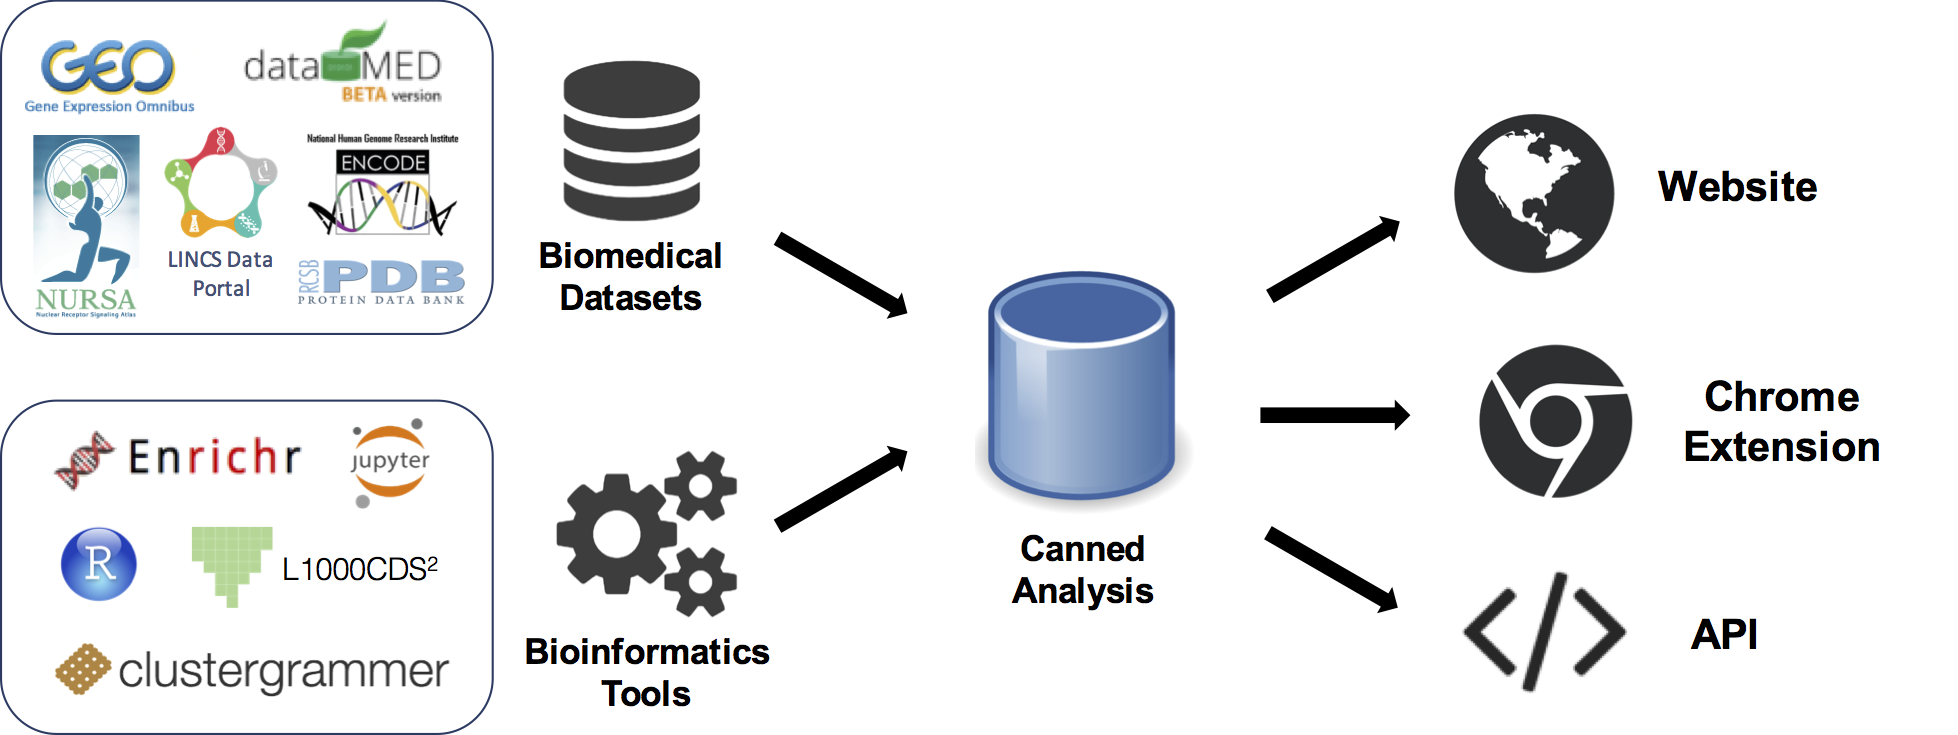 GEO
Gene Expression Omnibus
dataMED
BETA version
NURSA
Nuclear Receptor Signaling Atlas
LINCS Data
Portal
National Human Genome Research Institute
ENCODE
RCSB
PDB
PROTEIN DATA BANK
Biomedical
Datasets
Enrichr
jupyter
R
L1000CDS²
clustergrammer
Bioinformatics
Tools
Canned
Analysis
Website
Chrome
Extension
</>
API